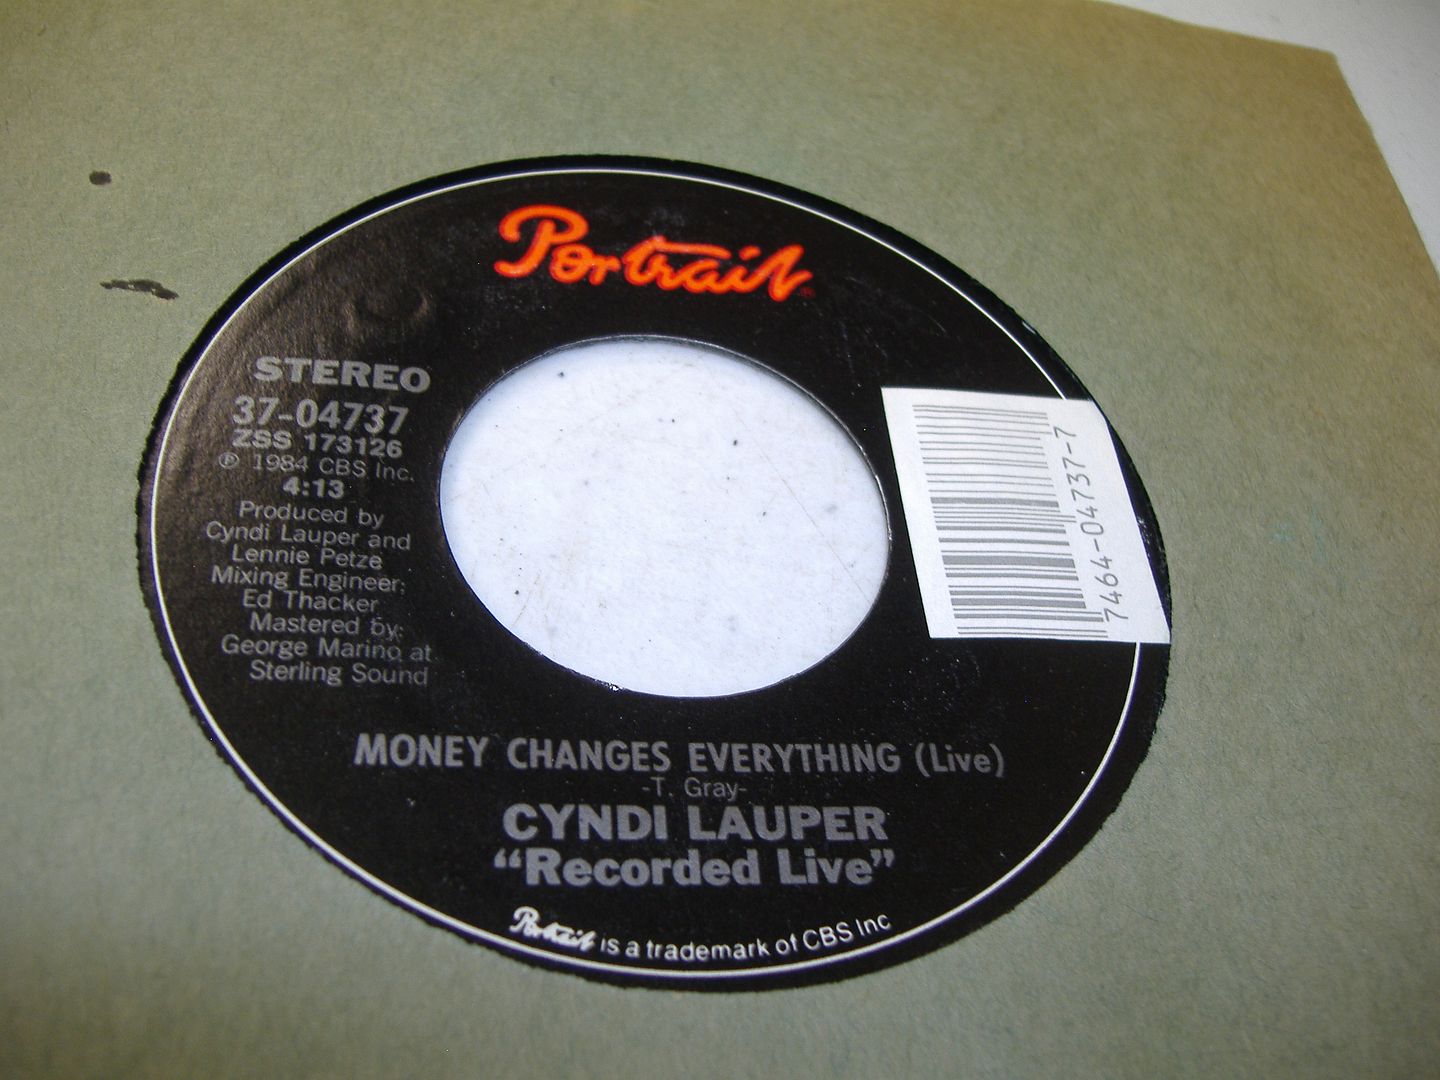 Portrait
STEREO
37-04737
ZSS 173126
℗ 1984 CBS Inc.
4:13
Produced by
Cyndi Lauper and
Lennie Petze
Mixing Engineer:
Ed Thacker
Mastered by:
George Marino at
Sterling Sound
7464-04737-7
MONEY CHANGES EVERYTHING (Live)
-T. Gray-
CYNDI LAUPER
“Recorded Live”
Portrait is a trademark of CBS Inc